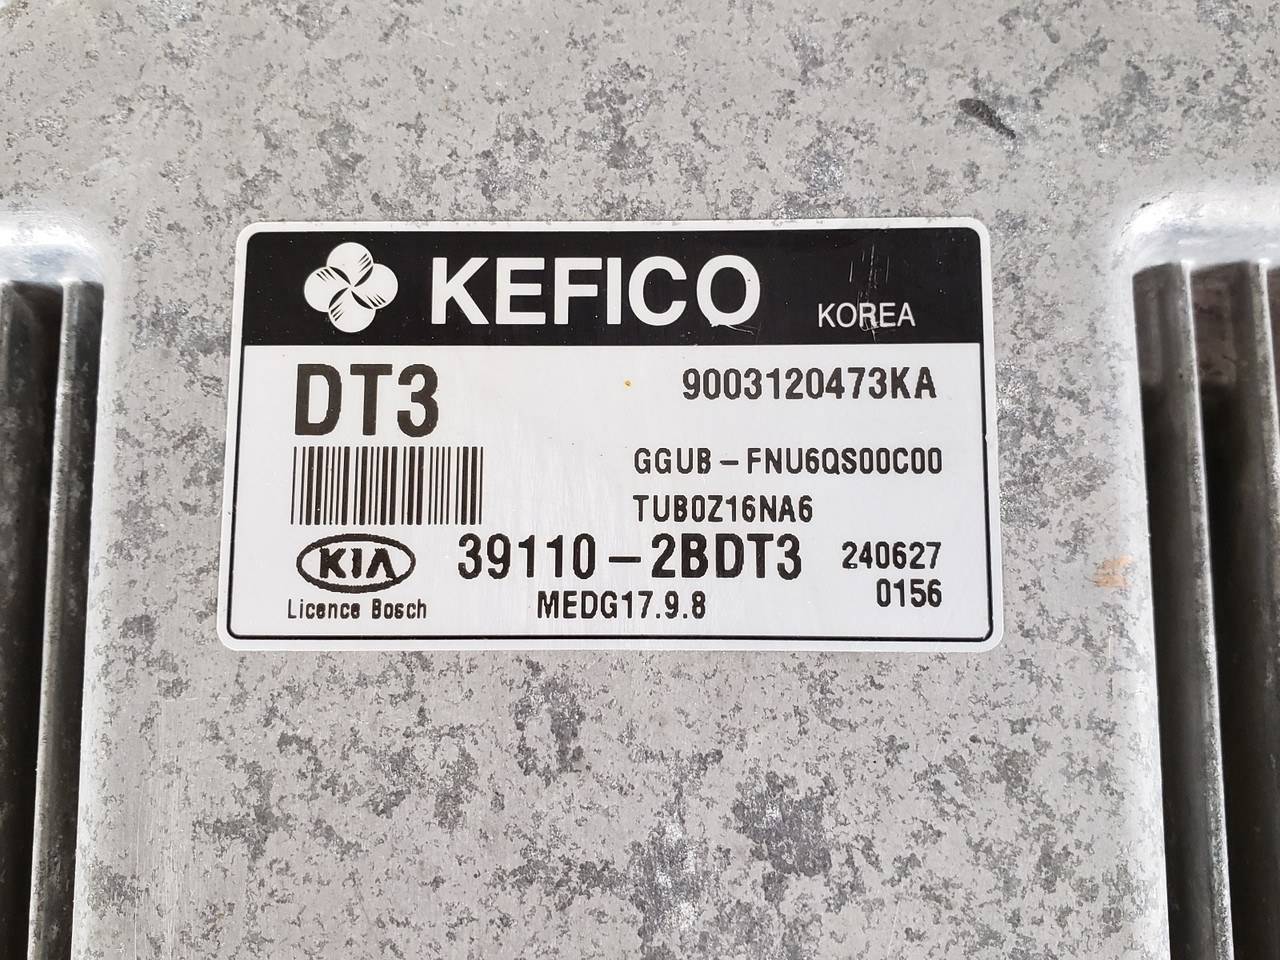 KEFICO KOREA
DT3 9003120473KA
GGUB-FNU6QS00C00
TUB0Z16NA6
KIA 39110-2BDT3 240627
Licence Bosch MEDG17.9.8 0156